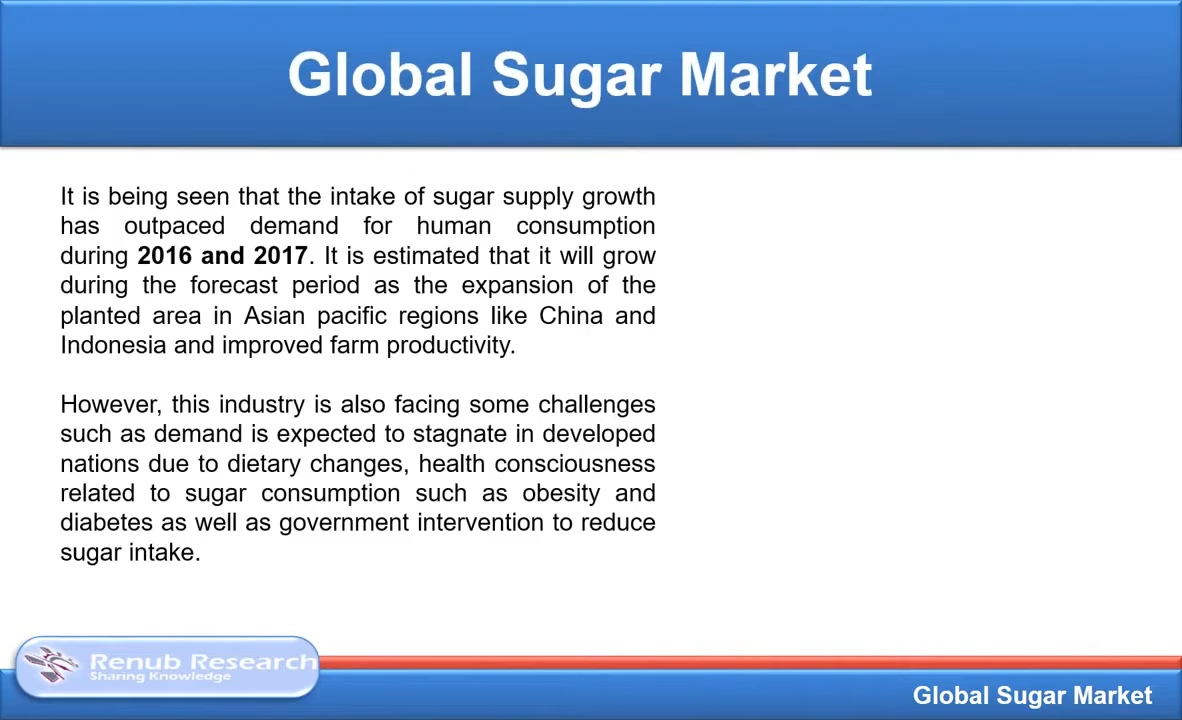 Global Sugar Market
It is being seen that the intake of sugar supply growth
has outpaced demand for human consumption
during 2016 and 2017. It is estimated that it will grow
during the forecast period as the expansion of the
planted area in Asian pacific regions like China and
Indonesia and improved farm productivity.
However, this industry is also facing some challenges
such as demand is expected to stagnate in developed
nations due to dietary changes, health consciousness
related to sugar consumption such as obesity and
diabetes as well as government intervention to reduce
sugar intake.
Renub Research
Sharing Knowledge
Global Sugar Market